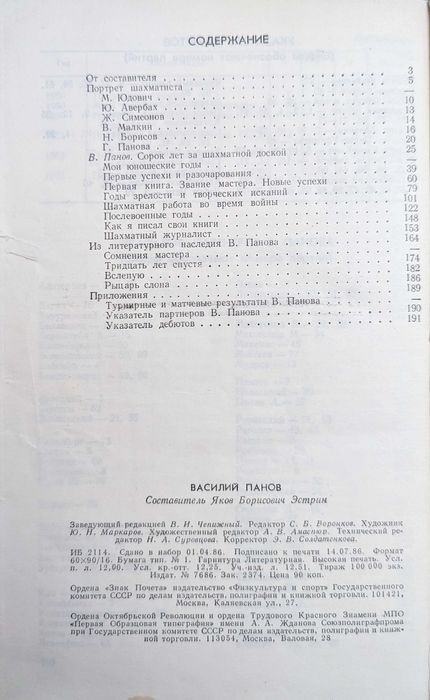 СОДЕРЖАНИЕ
От составителя 3
Портрет шахматиста 5
М. Юдович —
Ю. Авербах 10
Ж. Симеонов 13
В. Малкин 14
Н. Борисов 16
Г. Панова 20
В. Панов. Сорок лет за шахматной доской 25
Мои юношеские годы —
Первые успехи и разочарования 39
Первая книга. Звание мастера. Новые успехи 60
Годы зрелости и творческих исканий 79
Шахматная работа во время войны 101
Послевоенные годы 122
Как я писал свои книги 148
Шахматный журналист 153
Из литературного наследия В. Панова 164
Сомнения мастера —
Тридцать лет спустя 174
Вслепую 182
Рыцарь слона 186
Приложения 189
Турнирные и матчевые результаты В. Панова —
Указатель партнеров В. Панова 190
Указатель дебютов 191
ВАСИЛИЙ ПАНОВ
Составитель Яков Борисович Эстрин
Заведующий редакцией В. И. Чепижный. Редактор С. Б. Воронков. Художник
Ю. Н. Маркаров. Художественный редактор А. В. Амаспюр. Технический ре-
дактор Н. А. Суровцова. Корректор Э. В. Солдатенкова.
ИБ 2114. Сдано в набор 01.04.86. Подписано к печати 14.07.86. Формат
60×90/16. Бумага тип. № 1. Гарнитура Литературная. Высокая печать. Усл.
п. л. 12,00. Усл. кр.-отт. 12,25. Уч.-изд. л. 12,51. Тираж 100 000 экз.
Издат. № 7686. Зак. 2374. Цена 90 коп.
Ордена «Знак Почета» издательство «Физкультура и спорт» Государственного
комитета СССР по делам издательств, полиграфии и книжной торговли. 101421,
Москва, Каляевская ул., 27.
Ордена Октябрьской Революции и ордена Трудового Красного Знамени МПО
«Первая Образцовая типография» имени А. А. Жданова Союзполиграфпрома
при Государственном комитете СССР по делам издательств, полиграфии и книж-
ной торговли. 113054, Москва, Валовая, 28